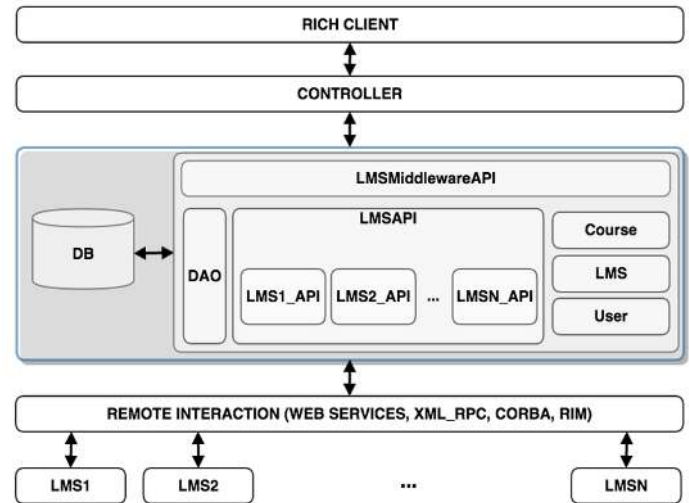 RICH CLIENT
CONTROLLER
LMSMiddlewareAPI
DB
DAO
LMSAPI
LMS1_API
LMS2_API
...
LMSN_API
Course
LMS
User
REMOTE INTERACTION (WEB SERVICES, XML_RPC, CORBA, RIM)
LMS1
LMS2
...
LMSN